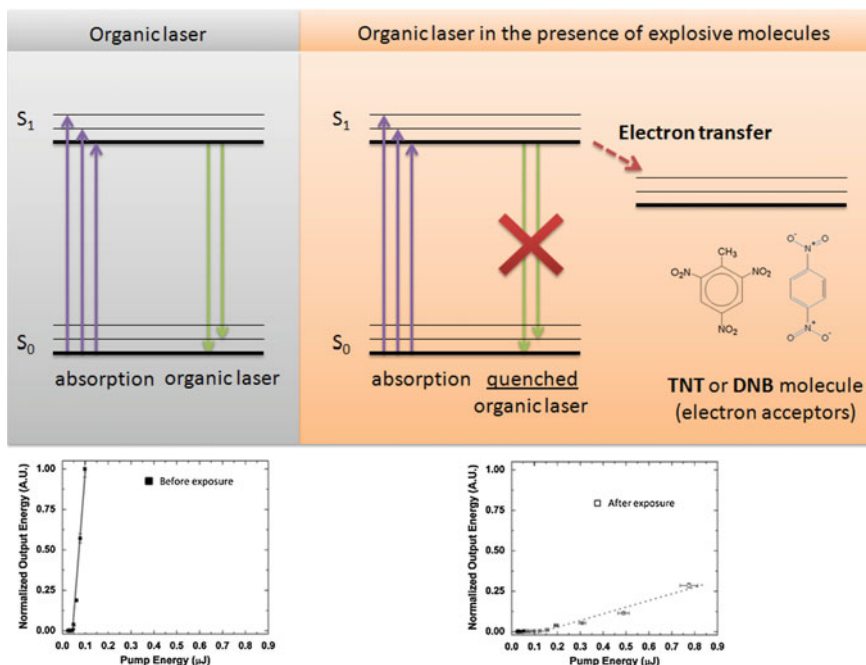 Organic laser
Organic laser in the presence of explosive molecules
S1
S0
absorption
organic laser
S1
S0
absorption
quenched
organic laser
Electron transfer
CH3
O2N
NO2
NO2
O-
N+
O
O
N+
O-
TNT or DNB molecule
(electron acceptors)
Normalized Output Energy (A.U.)
1.00
0.75
0.50
0.25
0.00
Before exposure
0.0 0.1 0.2 0.3 0.4 0.5 0.6 0.7 0.8 0.9
Pump Energy (μJ)
Normalized Output Energy (A.U.)
1.00
0.75
0.50
0.25
0.00
After exposure
0.0 0.1 0.2 0.3 0.4 0.5 0.6 0.7 0.8 0.9
Pump Energy (μJ)